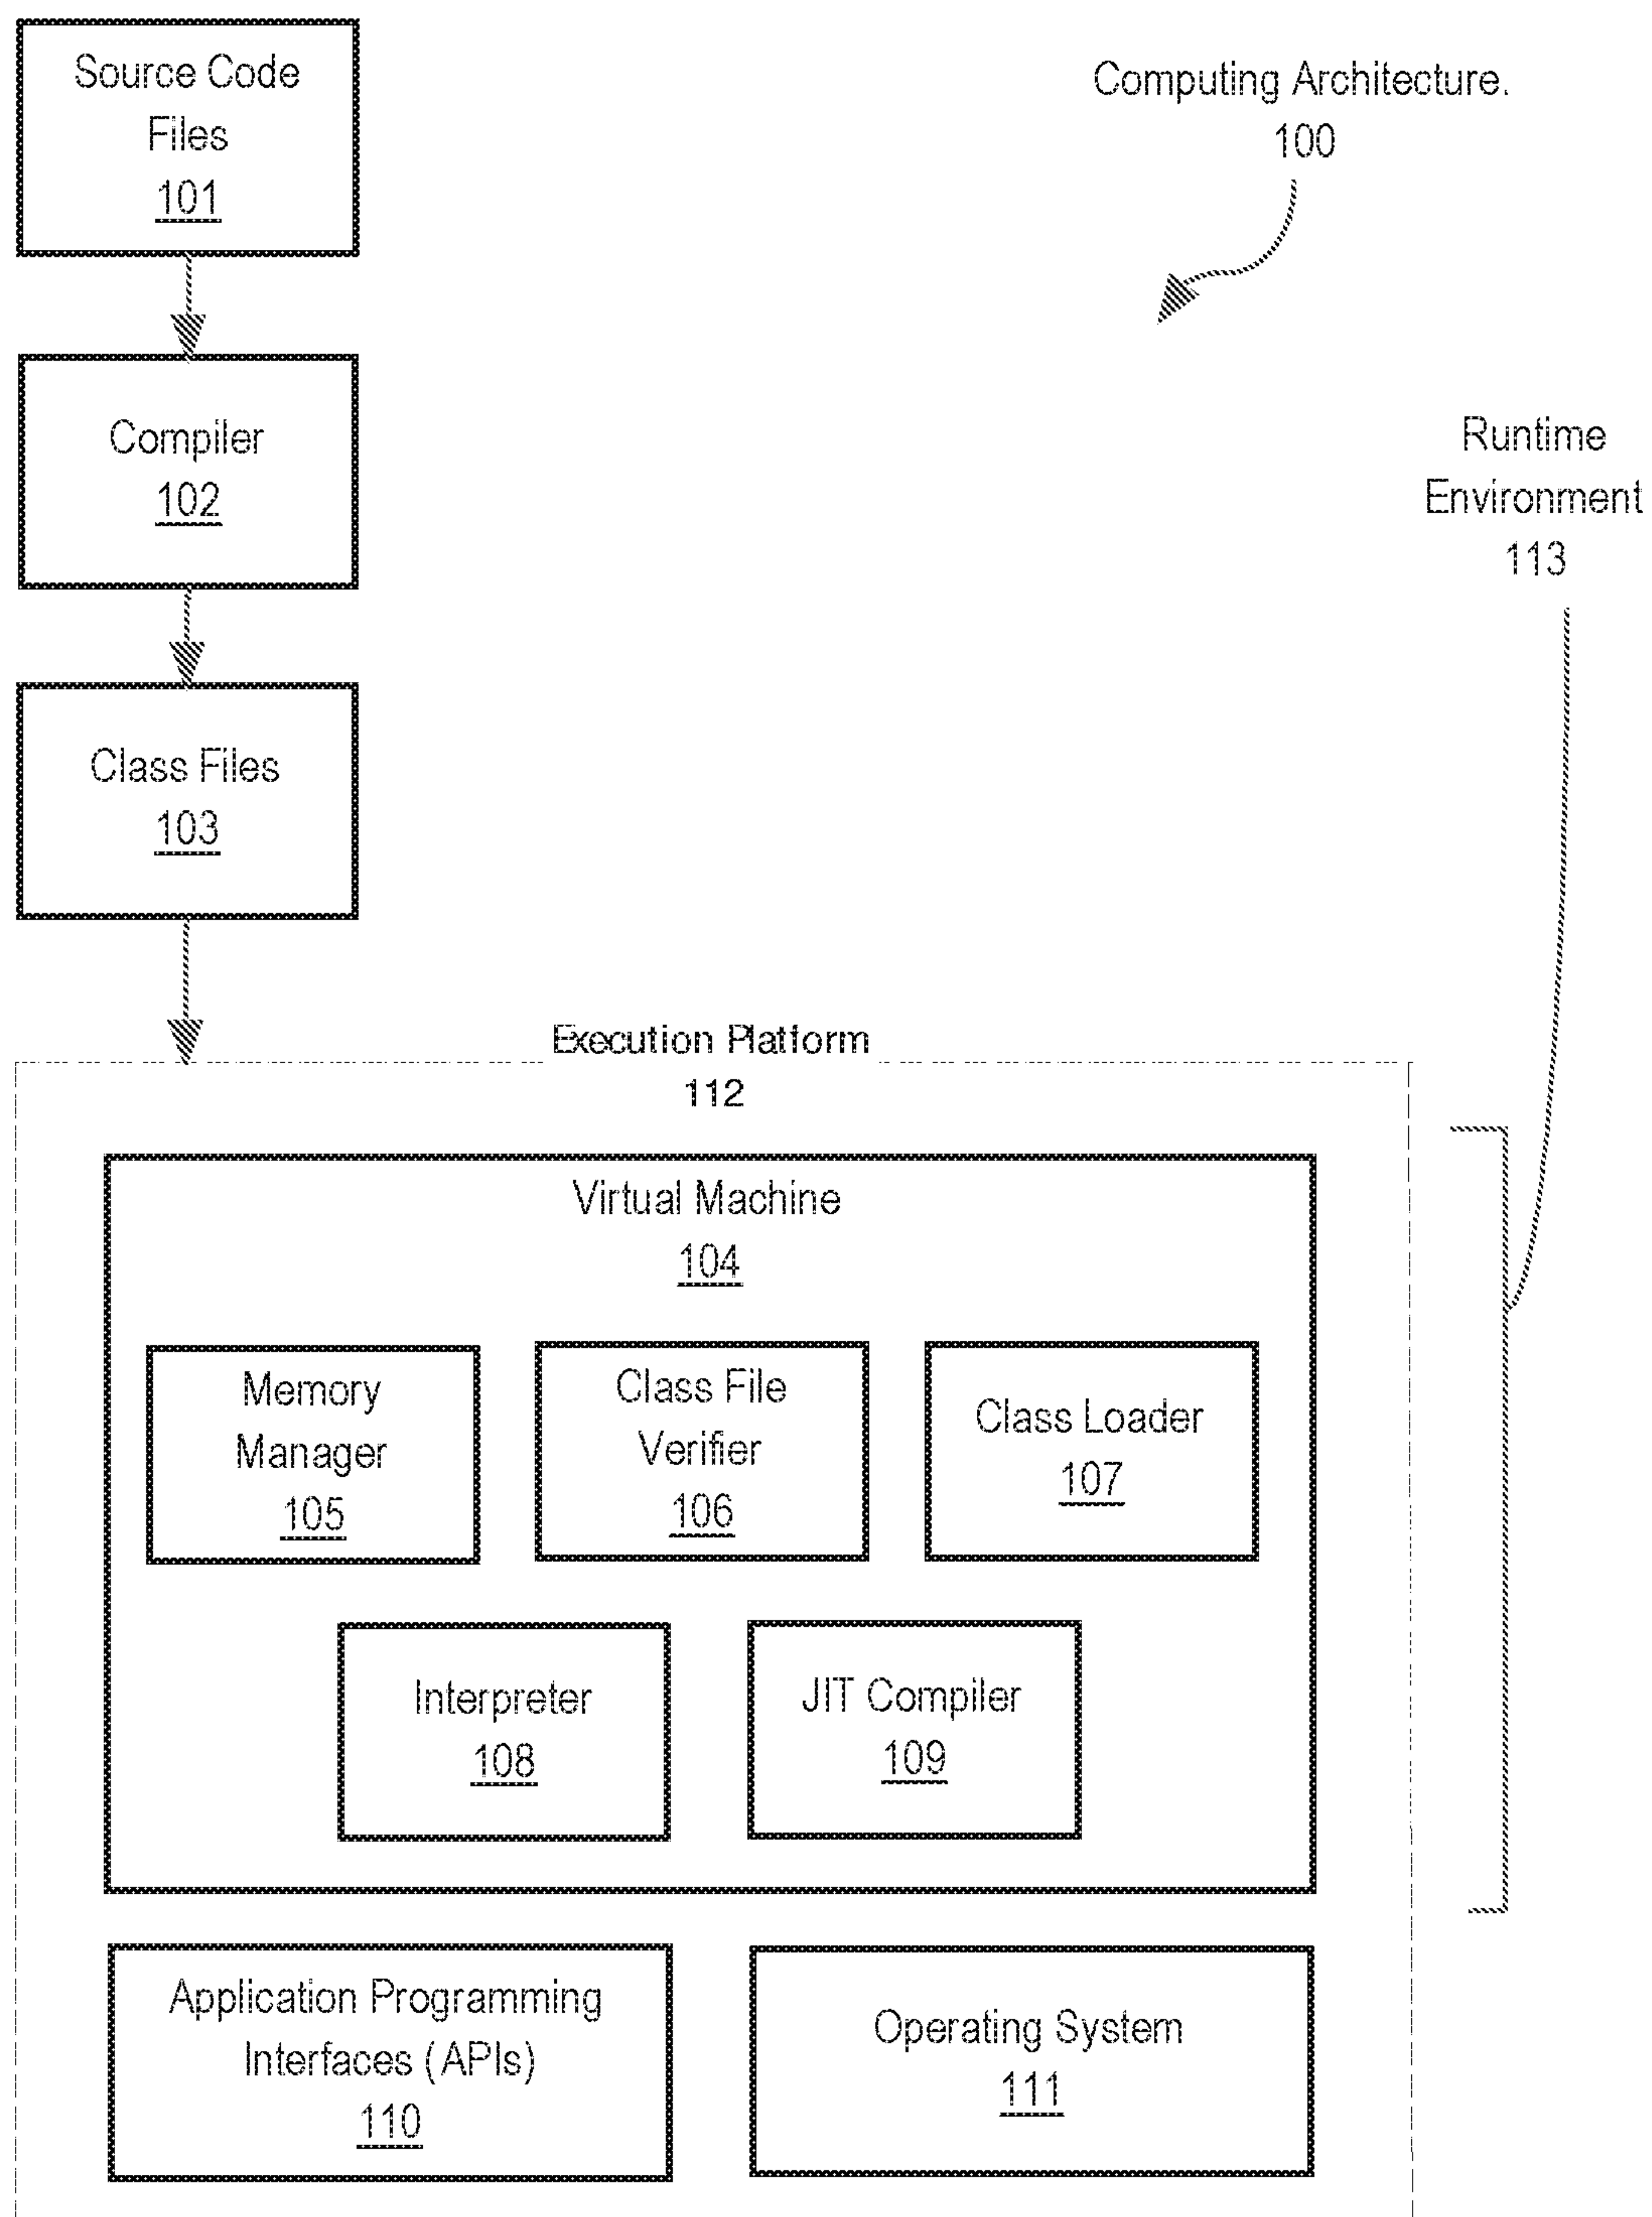 Source Code
Files
101
Computing Architecture.
100
Compiler
102
Runtime
Environment
113
Class Files
103
Execution Platform
112
Virtual Machine
104
Memory
Manager
105
Class File
Verifier
106
Class Loader
107
Interpreter
108
JIT Compiler
109
Application Programming
Interfaces (APIs)
110
Operating System
111